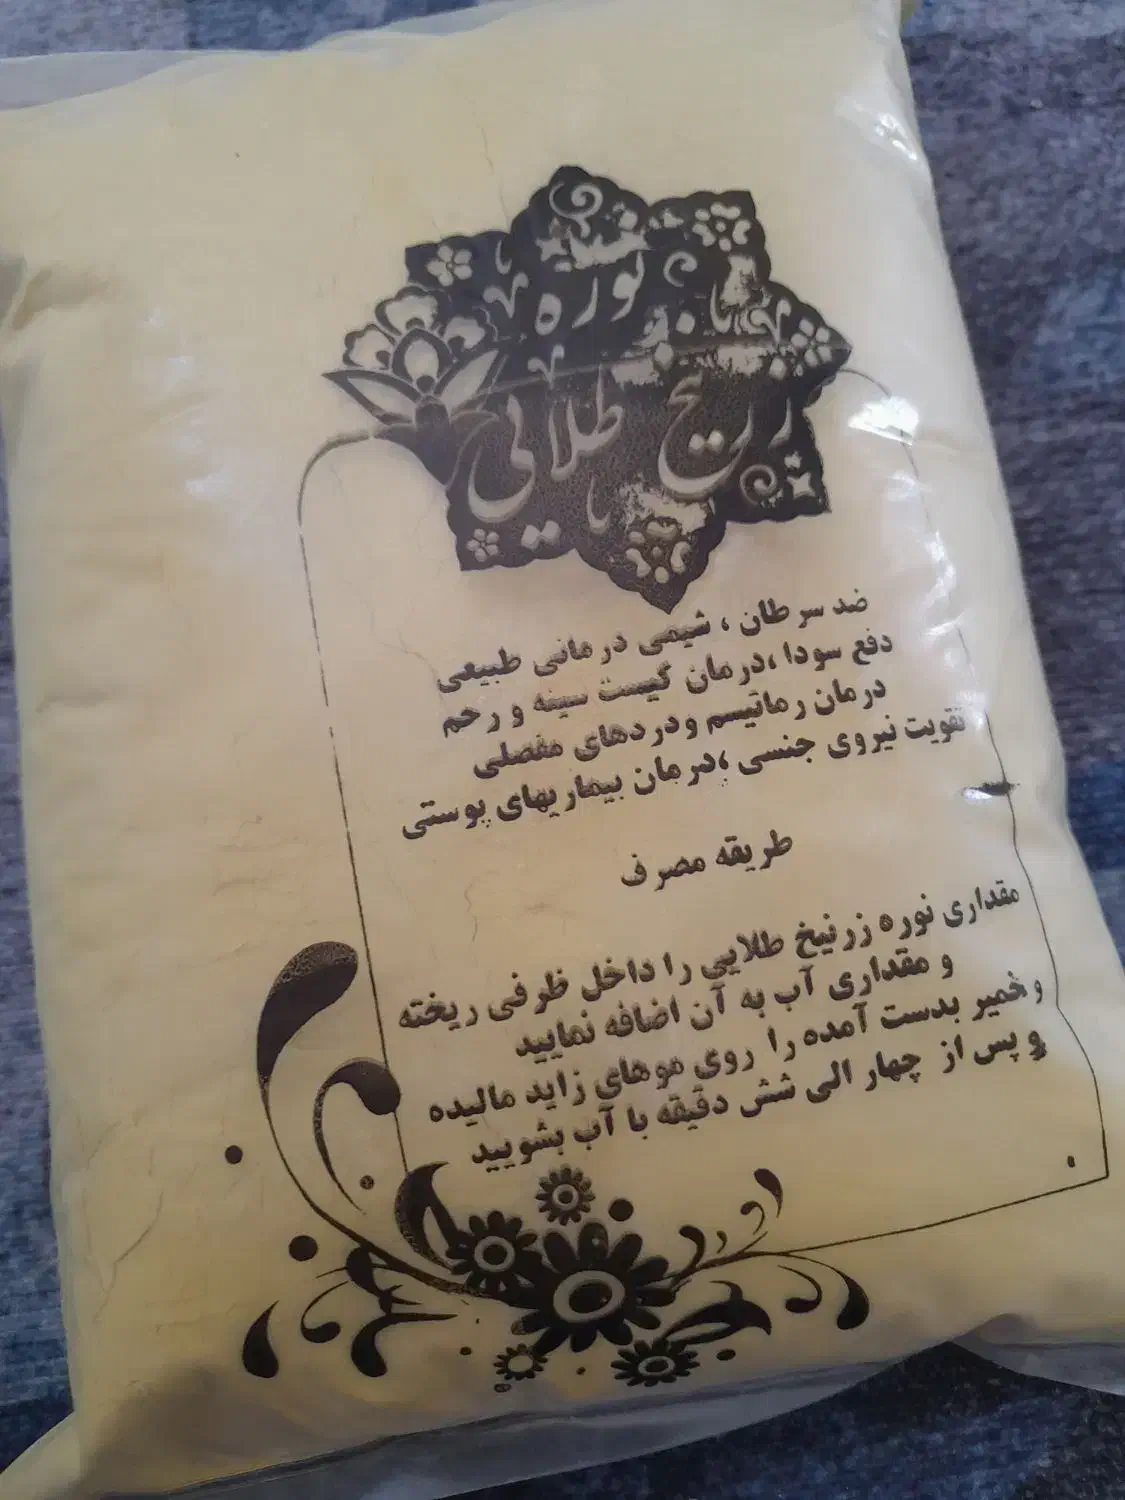 نوره
زرنیخ طلایی
ضد سرطان ، شیمی درمانی طبیعی
دفع سودا ،درمان کیست سینه و رحم
درمان رماتیسم ودردهای مفصلی
تقویت نیروی جنسی ،درمان بیماریهای پوستی
طریقه مصرف
مقداری نوره زرنیخ طلایی را داخل ظرفی ریخته
و مقداری آب به آن اضافه نمایید
و خمیر بدست آمده را روی موهای زاید مالیده
و پس از چهار الی شش دقیقه با آب بشویید